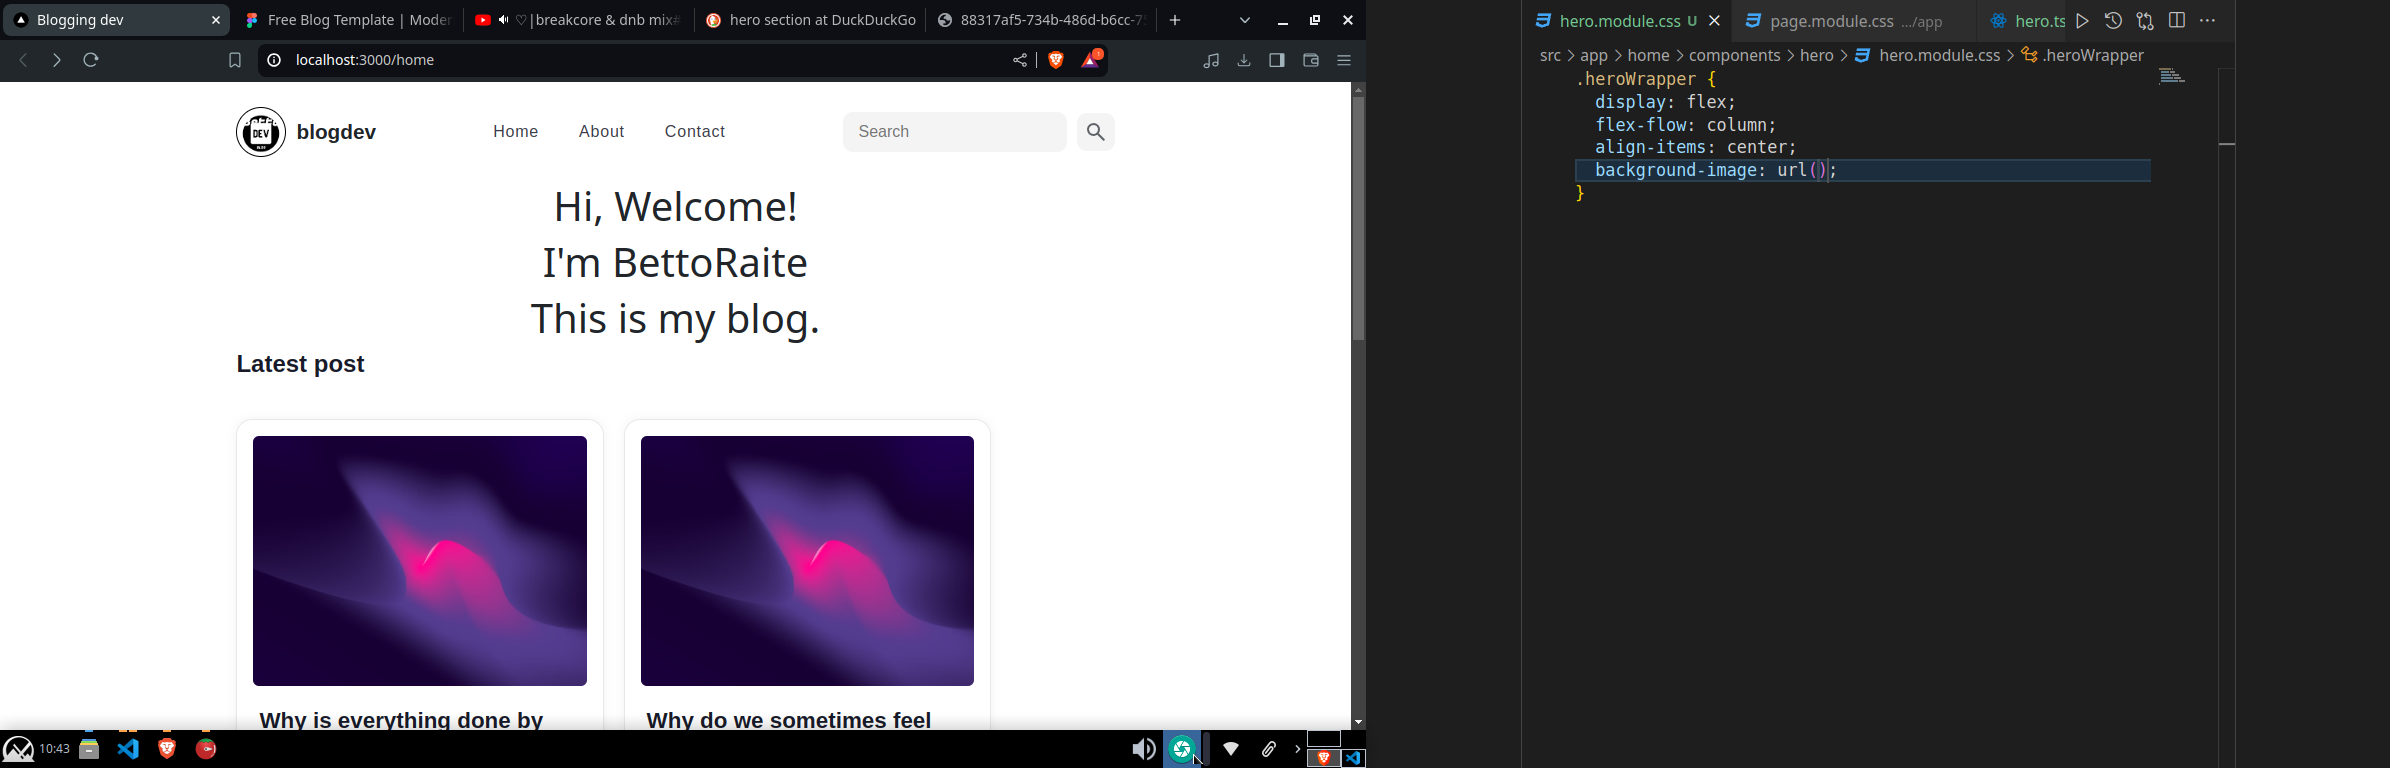 Blogging dev
Free Blog Template | Moder
♡|breakcore & dnb mix#
hero section at DuckDuckGo
88317af5-734b-486d-b6cc-7
localhost:3000/home
DEV
blogdev
Home
About
Contact
Search
Hi, Welcome!
I'm BettoRaite
This is my blog.
Latest post
Why is everything done by
Why do we sometimes feel
10:43
hero.module.css U
page.module.css .../app
hero.ts
src > app > home > components > hero > hero.module.css > .heroWrapper
.heroWrapper {
display: flex;
flex-flow: column;
align-items: center;
background-image: url();
}